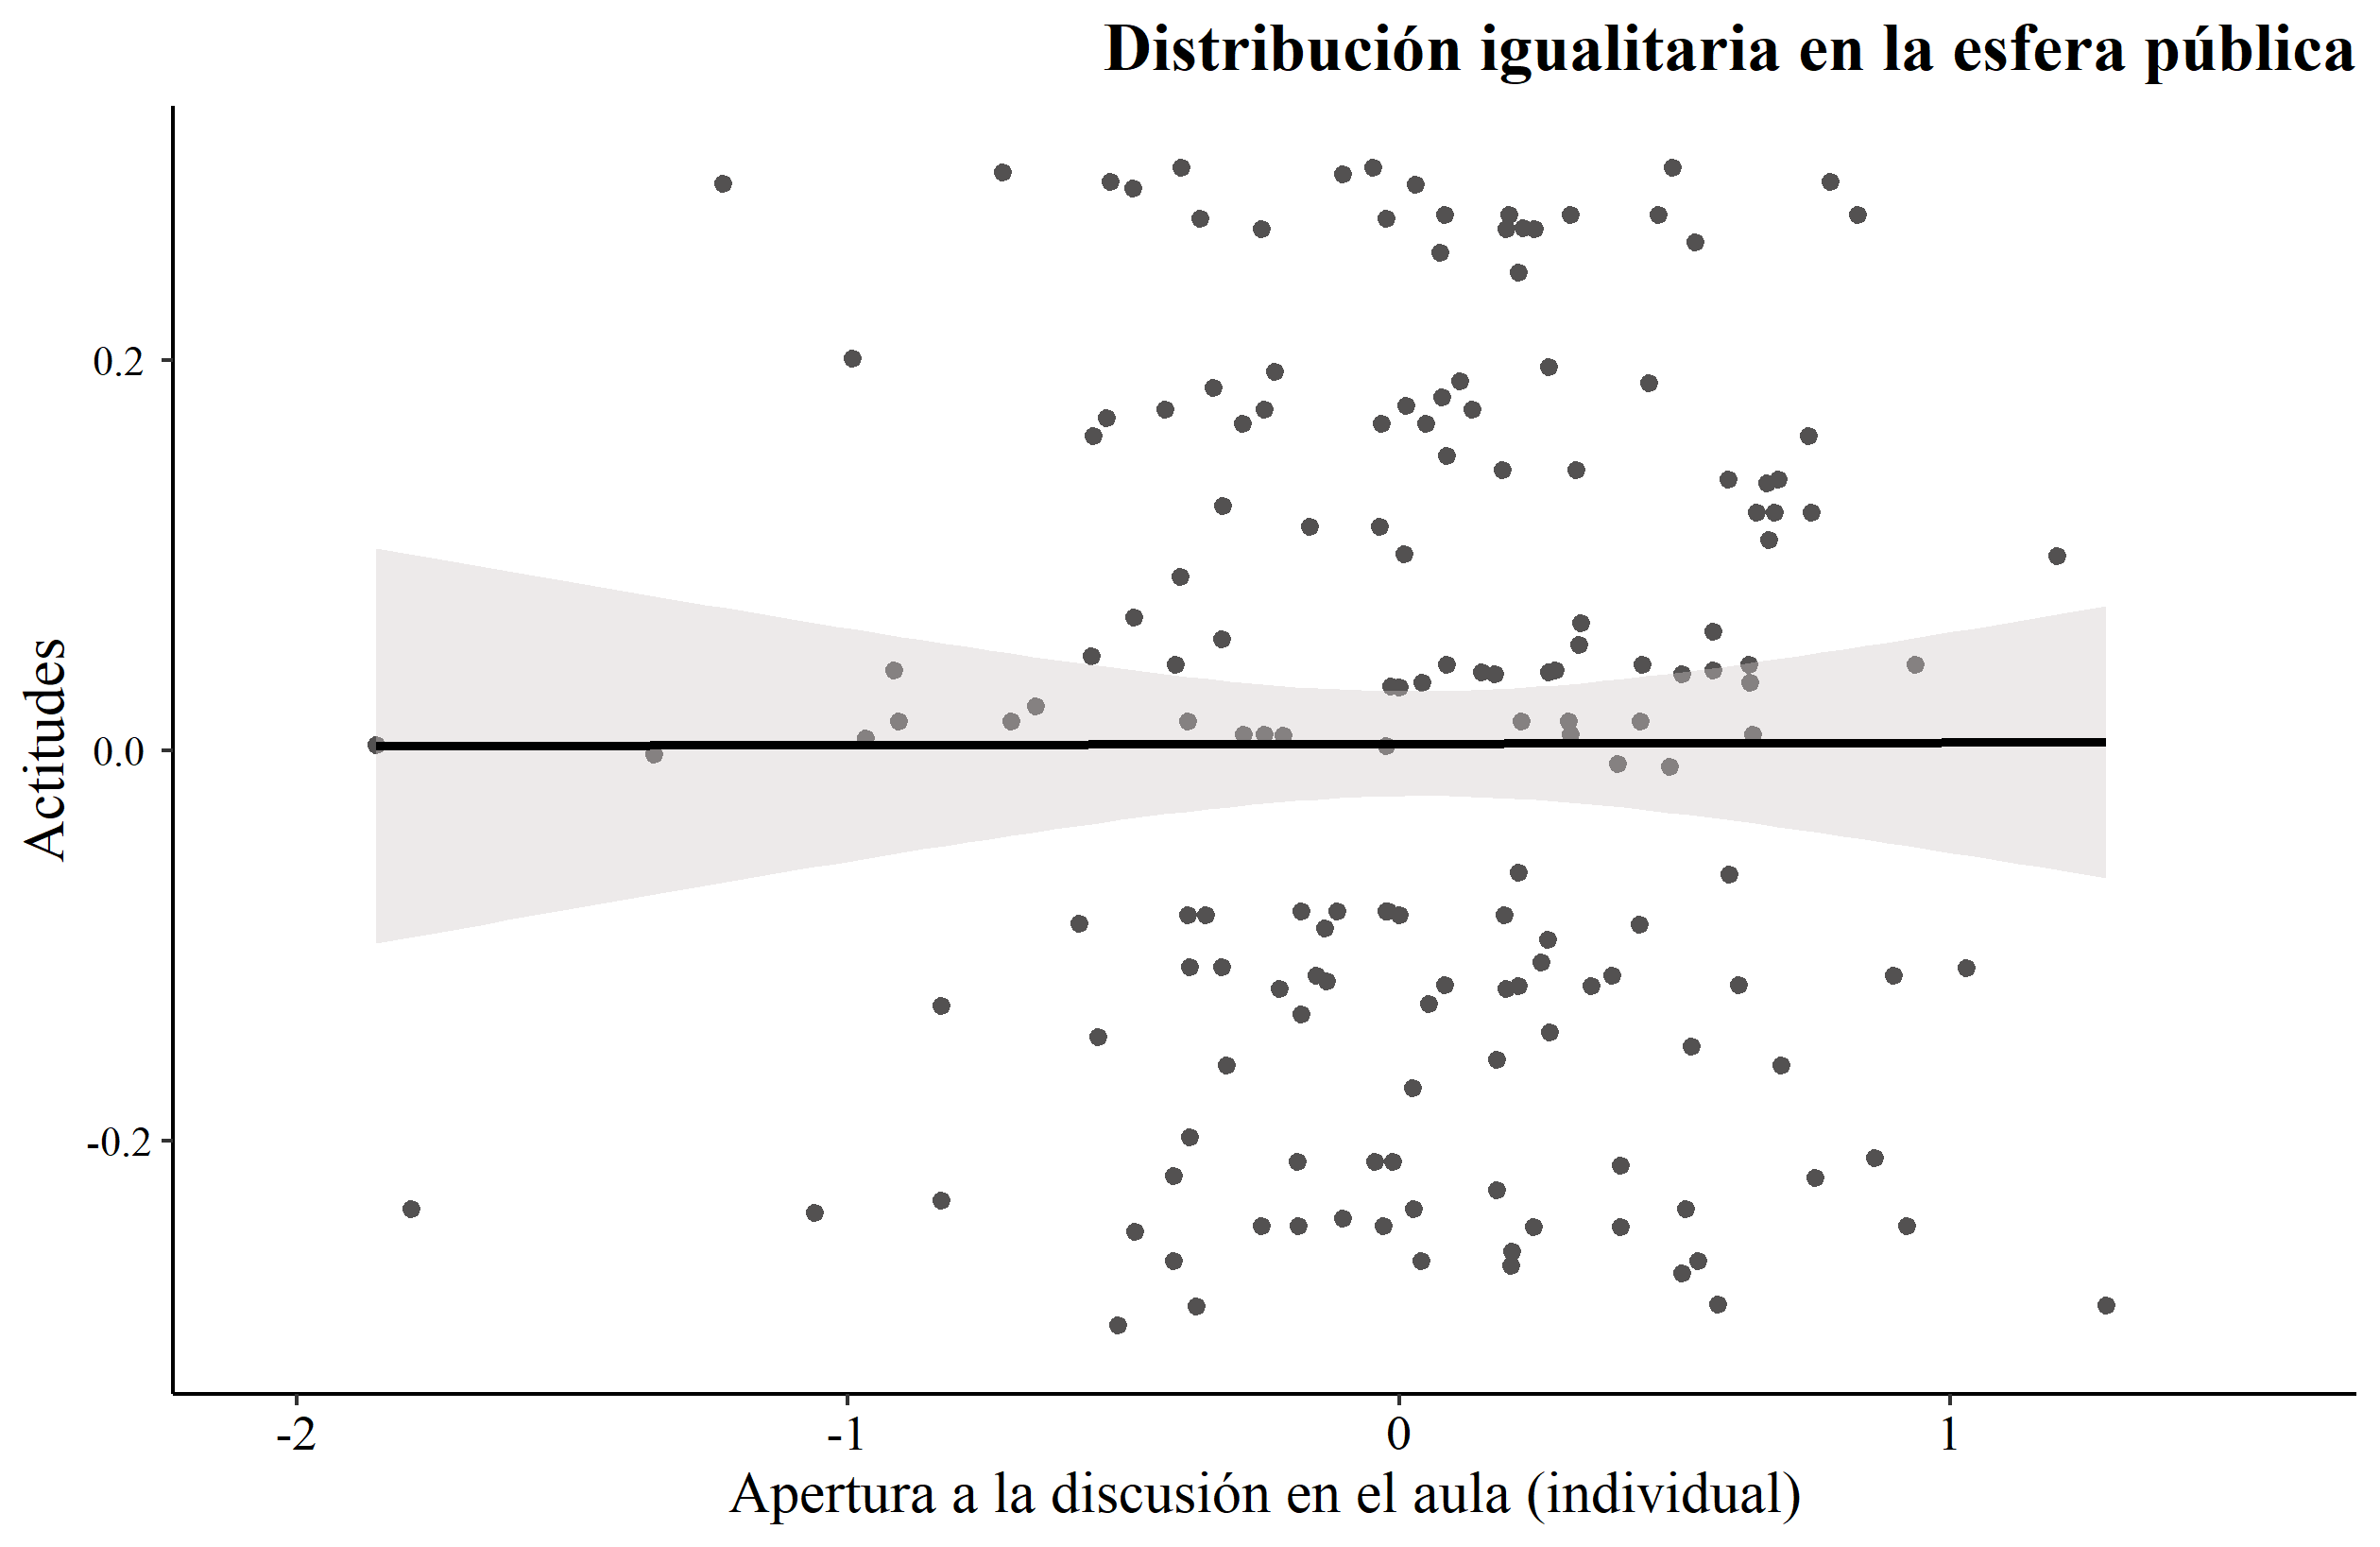 Distribución igualitaria en la esfera pública
Actitudes
0.2
0.0
-0.2
-2
-1
0
1
Apertura a la discusión en el aula (individual)